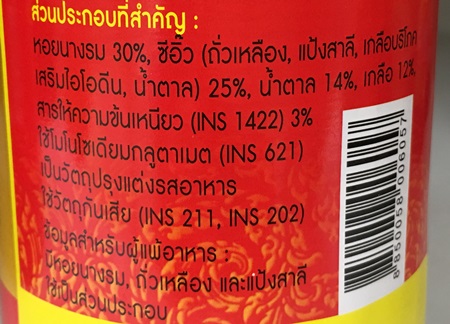 ส่วนประกอบที่สำคัญ :
หอยนางรม 30%, ซีอิ๊ว (ถั่วเหลือง, แป้งสาลี, เกลือบริโภค
เสริมไอโอดีน, น้ำตาล) 25%, น้ำตาล 14%, เกลือ 12%,
สารให้ความข้นเหนียว (INS 1422) 3%
ใช้โมโนโซเดียมกลูตาเมต (INS 621)
เป็นวัตถุปรุงแต่งรสอาหาร
ใช้วัตถุกันเสีย (INS 211, INS 202)
ข้อมูลสำหรับผู้แพ้อาหาร :
มีหอยนางรม, ถั่วเหลือง และแป้งสาลี
ใช้เป็นส่วนประกอบ
8 850058 006057